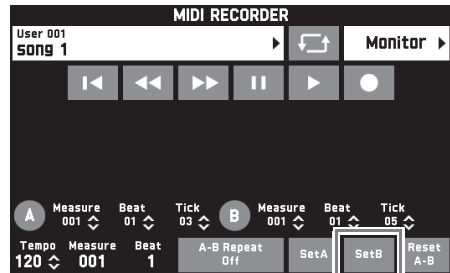 MIDI RECORDER
User 001
song 1
Monitor
A Measure Beat Tick B Measure Beat Tick
001 01 03 001 01 05
Tempo Measure Beat A-B Repeat SetA SetB Reset
120 001 1 Off A-B